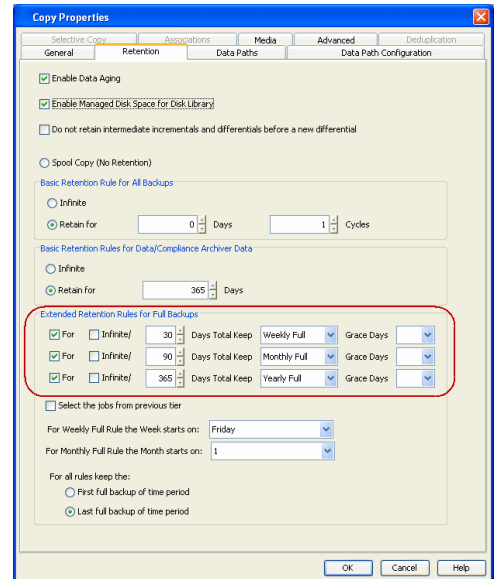 Copy Properties
Selective Copy Associations Media Advanced Deduplication
General Retention Data Paths Data Path Configuration
Enable Data Aging
Enable Managed Disk Space for Disk Library
Do not retain intermediate incrementals and differentials before a new differential
Spool Copy (No Retention)
Basic Retention Rule for All Backups
Infinite
Retain for 0 Days 1 Cycles
Basic Retention Rules for Data/Compliance Archiver Data
Infinite
Retain for 365 Days
Extended Retention Rules for Full Backups
For Infinite/ 30 Days Total Keep Weekly Full Grace Days
For Infinite/ 90 Days Total Keep Monthly Full Grace Days
For Infinite/ 365 Days Total Keep Yearly Full Grace Days
Select the jobs from previous tier
For Weekly Full Rule the Week starts on: Friday
For Monthly Full Rule the Month starts on: 1
For all rules keep the:
First full backup of time period
Last full backup of time period
OK Cancel Help